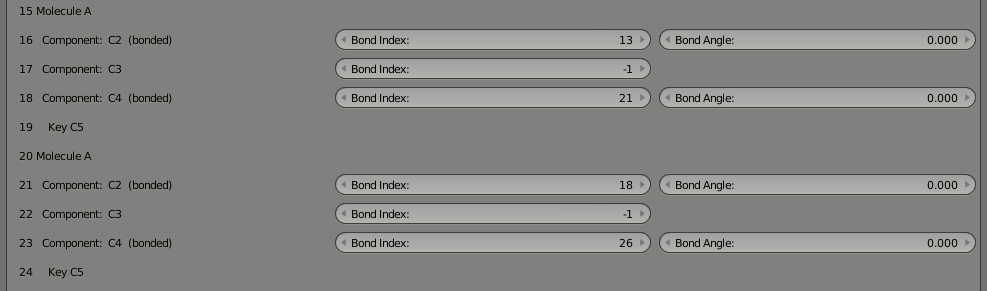 15 Molecule A
16 Component: C2 (bonded) Bond Index: 13 Bond Angle: 0.000
17 Component: C3 Bond Index: -1
18 Component: C4 (bonded) Bond Index: 21 Bond Angle: 0.000
19 Key C5
20 Molecule A
21 Component: C2 (bonded) Bond Index: 18 Bond Angle: 0.000
22 Component: C3 Bond Index: -1
23 Component: C4 (bonded) Bond Index: 26 Bond Angle: 0.000
24 Key C5